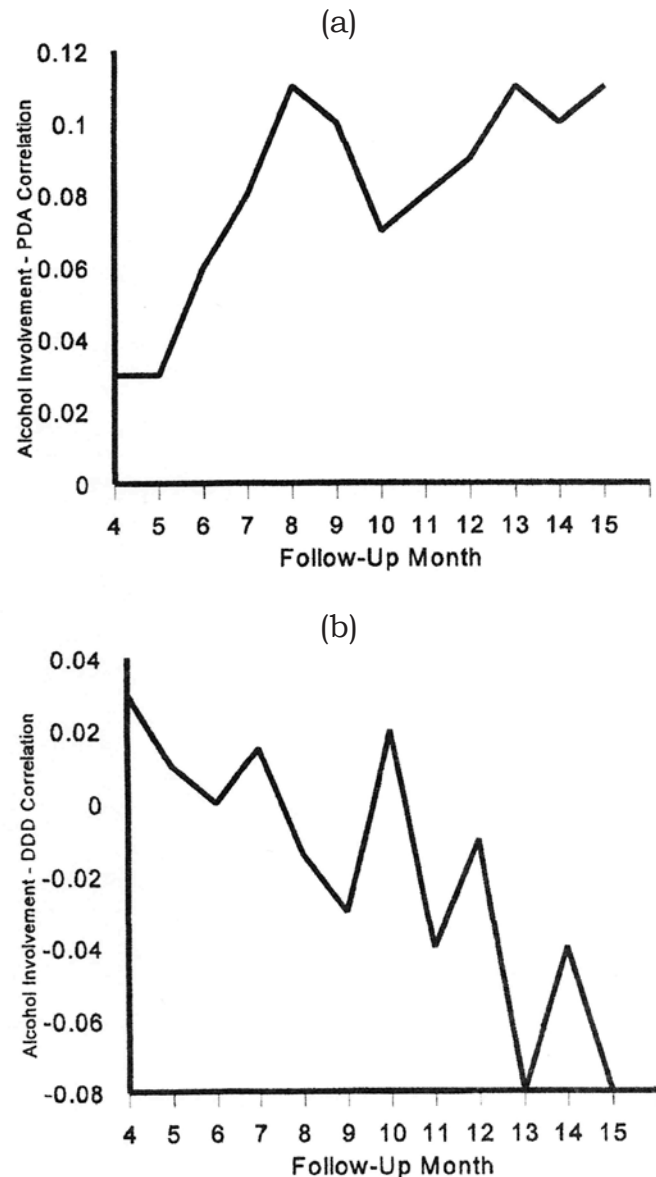 (a)
Alcohol Involvement - PDA Correlation
0.12
0.1
0.08
0.06
0.04
0.02
0
4 5 6 7 8 9 10 11 12 13 14 15
Follow-Up Month
(b)
Alcohol Involvement - DDD Correlation
0.04
0.02
0
-0.02
-0.04
-0.06
-0.08
4 5 6 7 8 9 10 11 12 13 14 15
Follow-Up Month